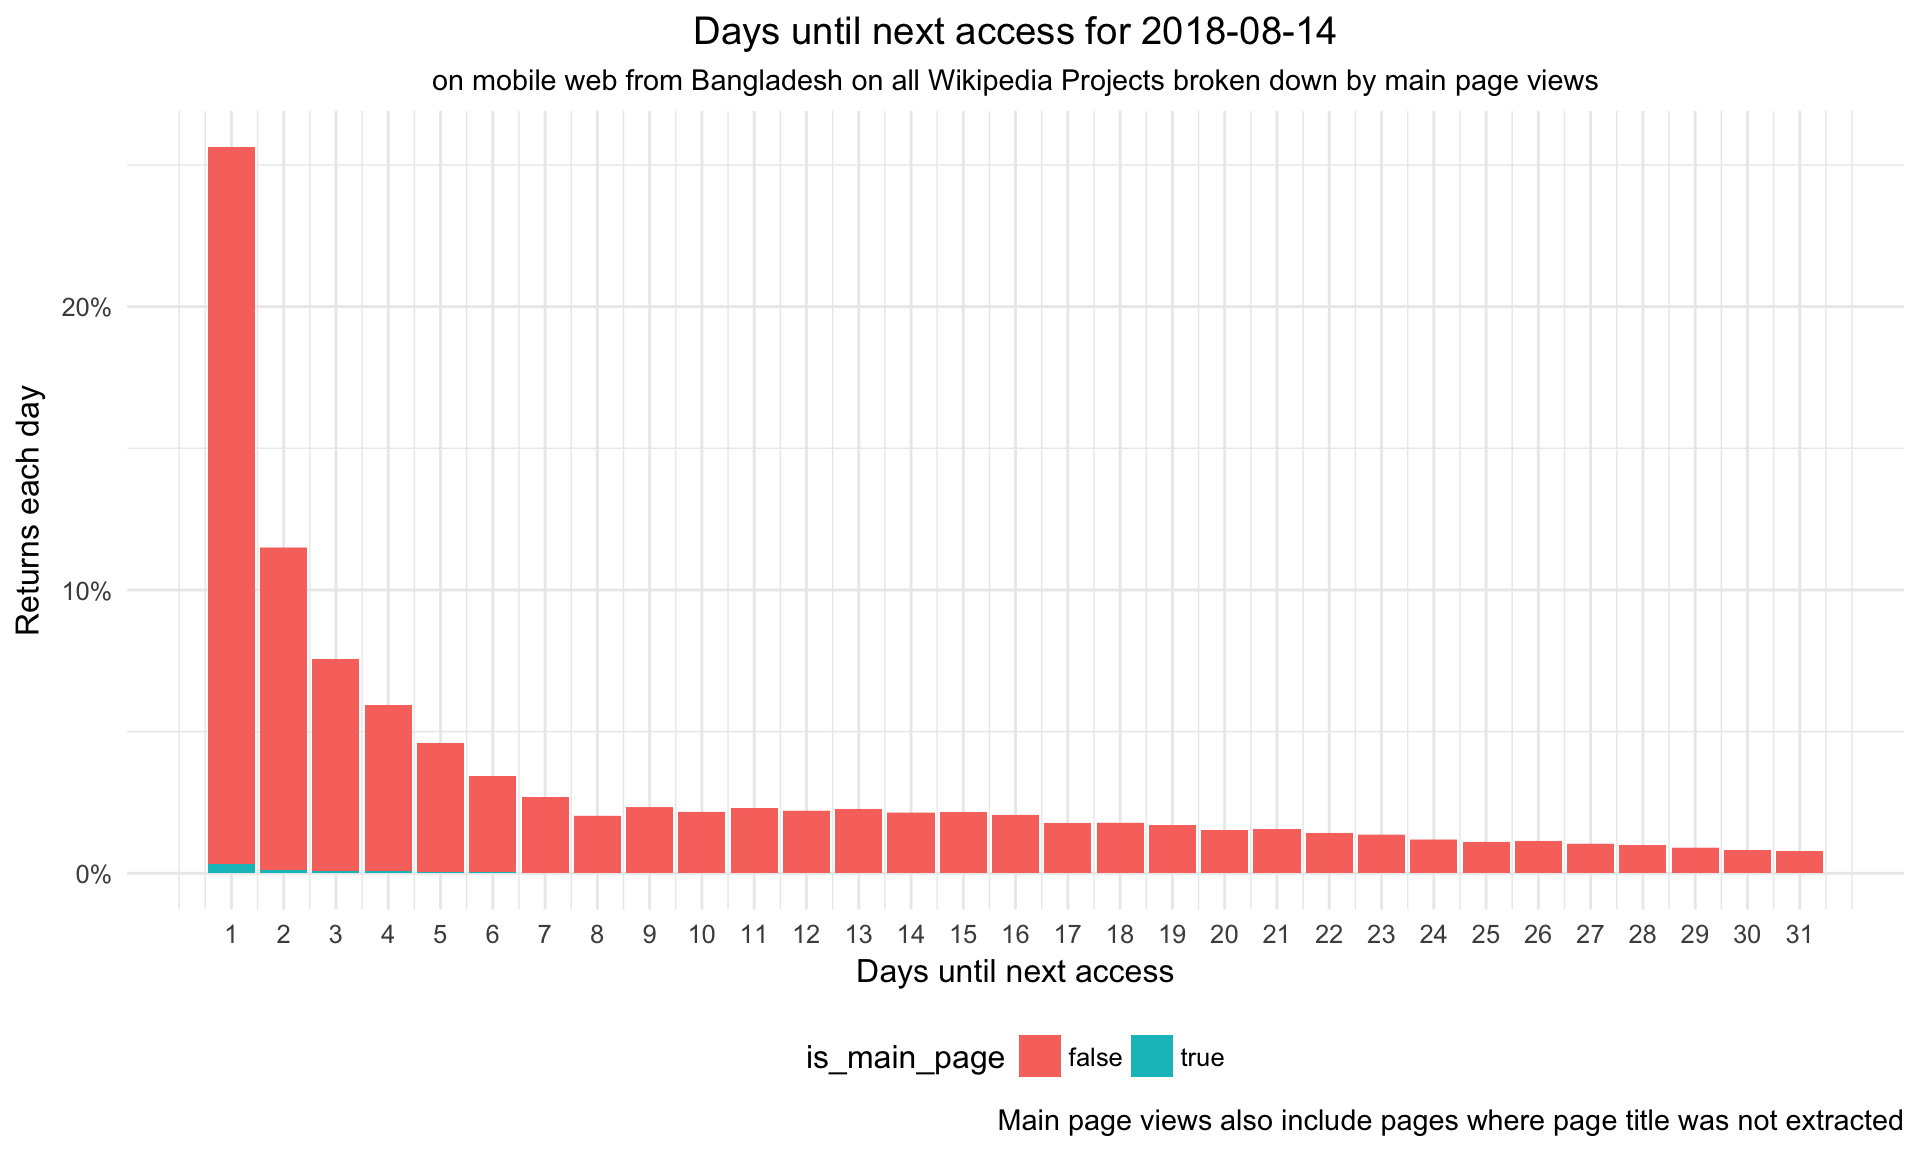 Days until next access for 2018-08-14
on mobile web from Bangladesh on all Wikipedia Projects broken down by main page views
Returns each day
20%
10%
0%
1 2 3 4 5 6 7 8 9 10 11 12 13 14 15 16 17 18 19 20 21 22 23 24 25 26 27 28 29 30 31
Days until next access
is_main_page false true
Main page views also include pages where page title was not extracted